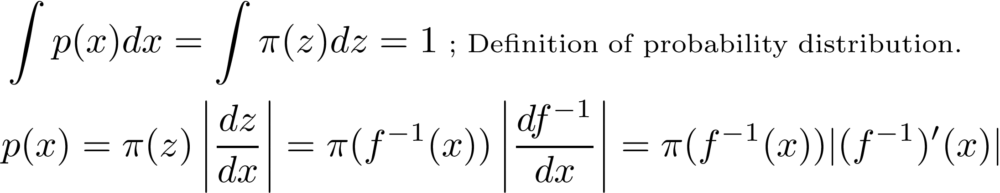 ∫ p(x)dx = ∫ π(z)dz = 1 ; Definition of probability distribution.
p(x) = π(z) |dz/dx| = π(f⁻¹(x)) |df⁻¹/dx| = π(f⁻¹(x))|(f⁻¹)′(x)|